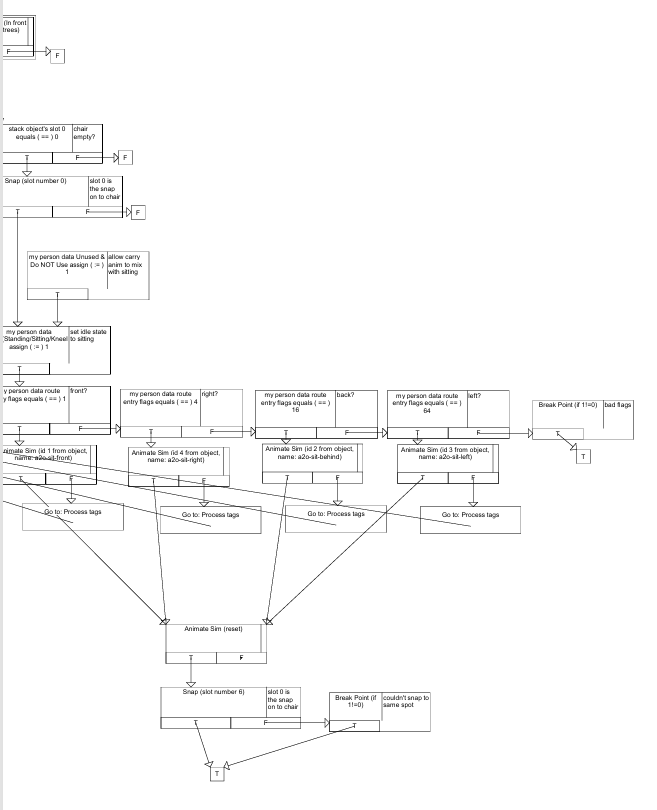 (In front
trees)
F
F
stack object's slot 0
equals ( == ) 0
chair
empty?
T
F
F
Snap (slot number 0)
slot 0 is
the snap
on to chair
T
F
F
my person data Unused &
Do NOT Use assign ( := )
1
allow carry
anim to mix
with sitting
T
my person data
(Standing/Sitting/Kneel
assign ( := ) 1
set idle state
to sitting
T
y person data route
y flags equals ( == ) 1
front?
T
F
my person data route
entry flags equals ( == ) 4
right?
T
F
my person data route
entry flags equals ( == )
16
back?
T
F
my person data route
entry flags equals ( == )
64
left?
T
F
Break Point (if 1!=0)
bad flags
T
T
nimate Sim (id 1 from object,
name: a2o-sit-front)
T
F
Animate Sim (id 4 from object,
name: a2o-sit-right)
T
F
Animate Sim (id 2 from object,
name: a2o-sit-behind)
T
F
Animate Sim (id 3 from object,
name: a2o-sit-left)
T
F
Go to: Process tags
Go to: Process tags
Go to: Process tags
Go to: Process tags
Animate Sim (reset)
T
F
Snap (slot number 6)
slot 0 is
the snap
on to chair
T
F
Break Point (if
1!=0)
couldn't snap to
same spot
T
T